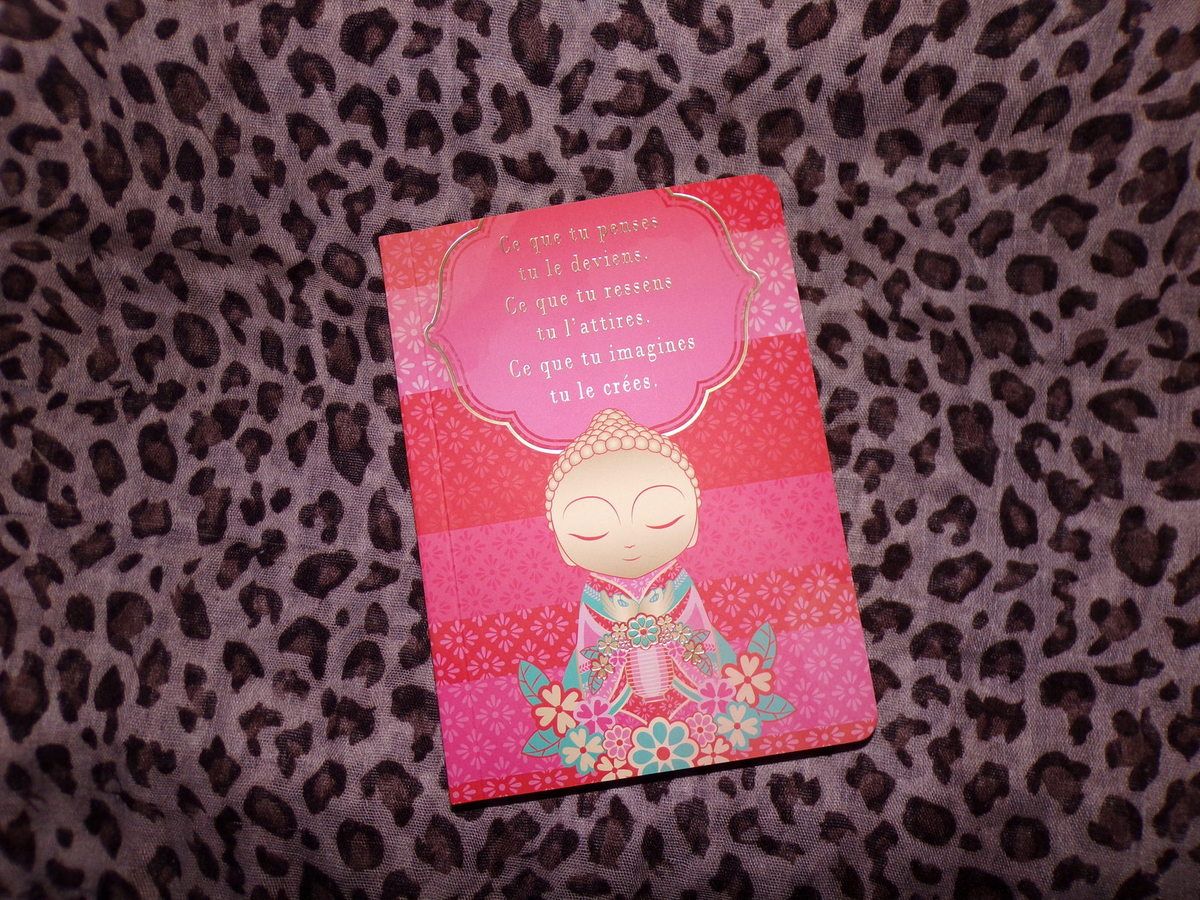 Ce que tu penses
tu le deviens.
Ce que tu ressens
tu l'attires.
Ce que tu imagines
tu le crées.